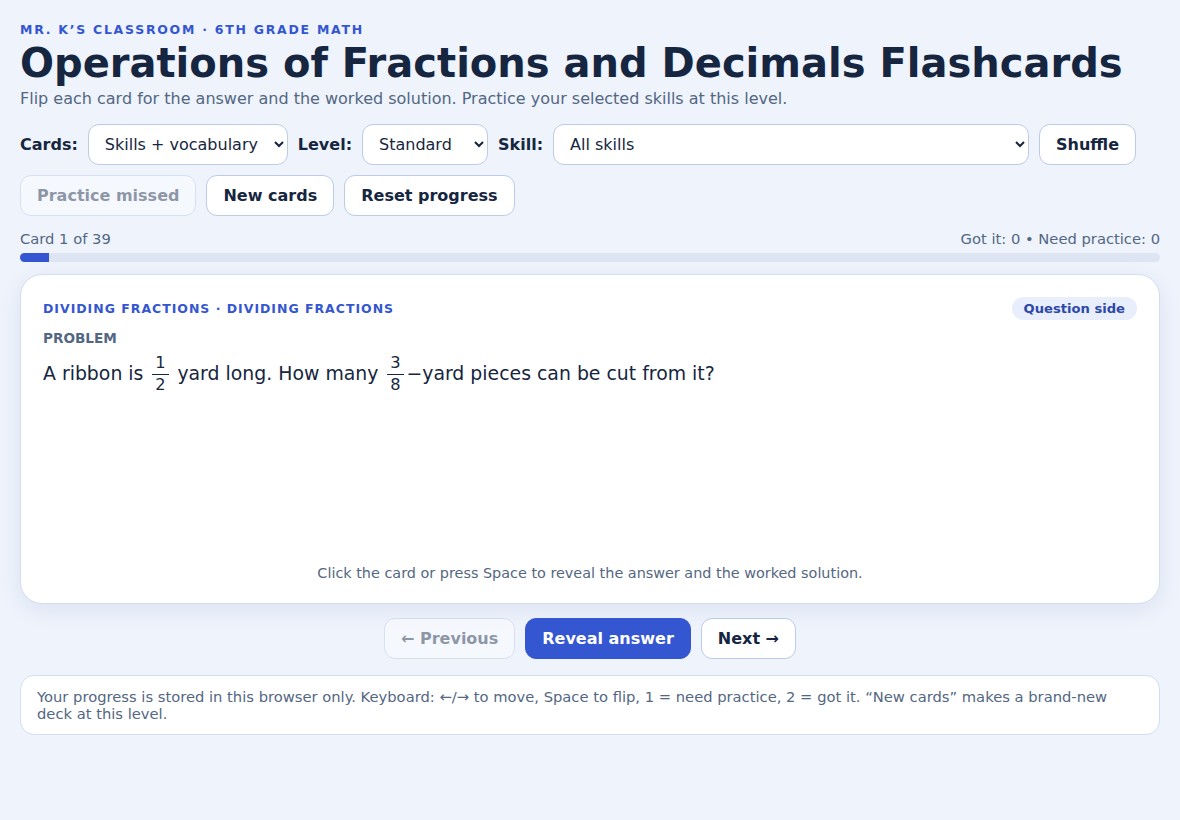 MR. K’S CLASSROOM · 6TH GRADE MATH
Operations of Fractions and Decimals Flashcards
Flip each card for the answer and the worked solution. Practice your selected skills at this level.
Cards: Skills + vocabulary Level: Standard Skill: All skills Shuffle
Practice missed New cards Reset progress
Card 1 of 39 Got it: 0 • Need practice: 0
DIVIDING FRACTIONS · DIVIDING FRACTIONS Question side
PROBLEM
A ribbon is 1/2 yard long. How many 3/8−yard pieces can be cut from it?
Click the card or press Space to reveal the answer and the worked solution.
← Previous Reveal answer Next →
Your progress is stored in this browser only. Keyboard: ←/→ to move, Space to flip, 1 = need practice, 2 = got it. “New cards” makes a brand-new
deck at this level.